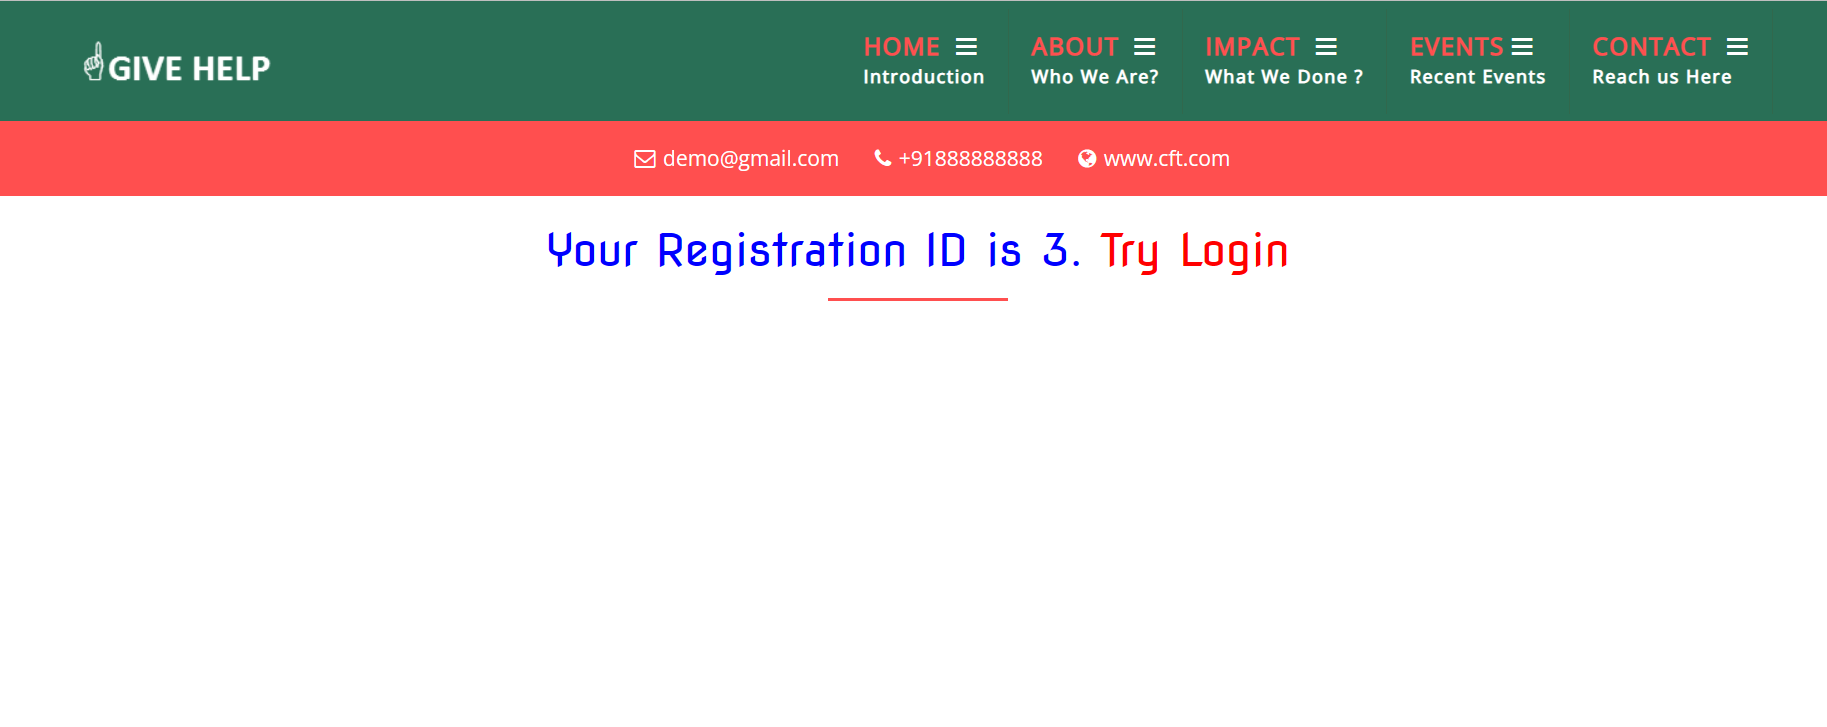 GIVE HELP
HOME
Introduction
ABOUT
Who We Are?
IMPACT
What We Done ?
EVENTS
Recent Events
CONTACT
Reach us Here
demo@gmail.com +91888888888 www.cft.com
Your Registration ID is 3. Try Login